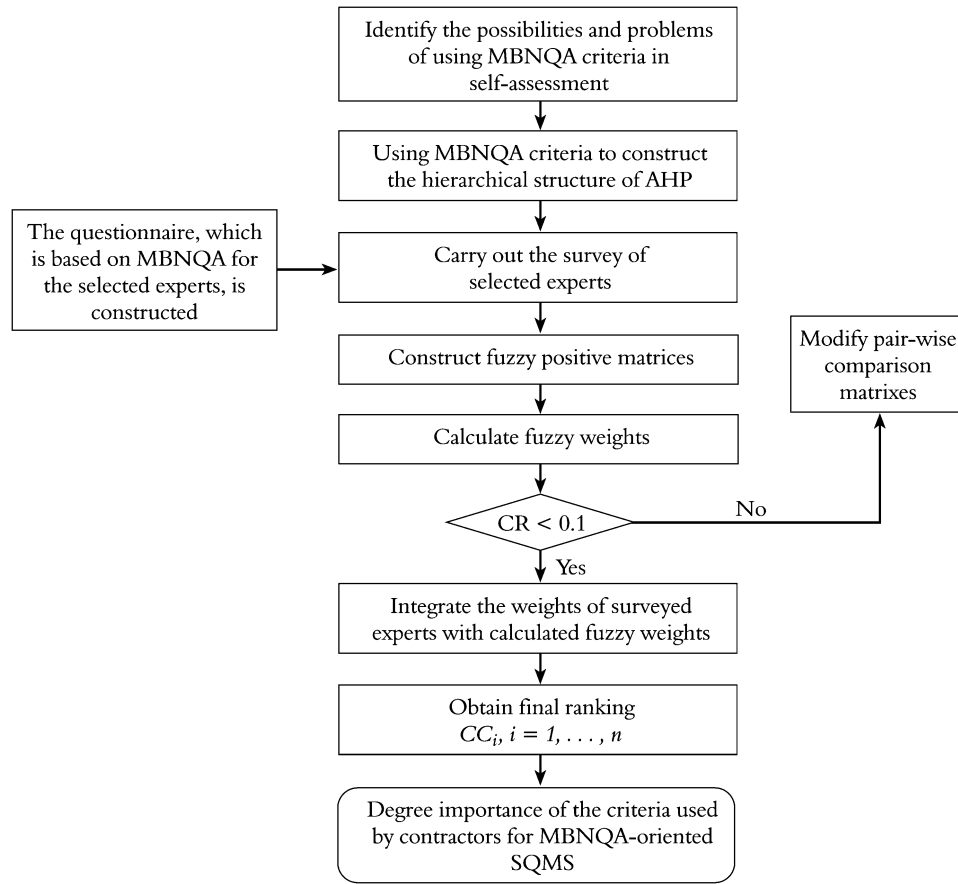 Identify the possibilities and problems
of using MBNQA criteria in
self-assessment
Using MBNQA criteria to construct
the hierarchical structure of AHP
The questionnaire, which
is based on MBNQA for
the selected experts, is
constructed
Carry out the survey of
selected experts
Construct fuzzy positive matrices
Modify pair-wise
comparison
matrixes
Calculate fuzzy weights
CR < 0.1
No
Yes
Integrate the weights of surveyed
experts with calculated fuzzy weights
Obtain final ranking
CCi, i = 1, . . . , n
Degree importance of the criteria used
by contractors for MBNQA-oriented
SQMS